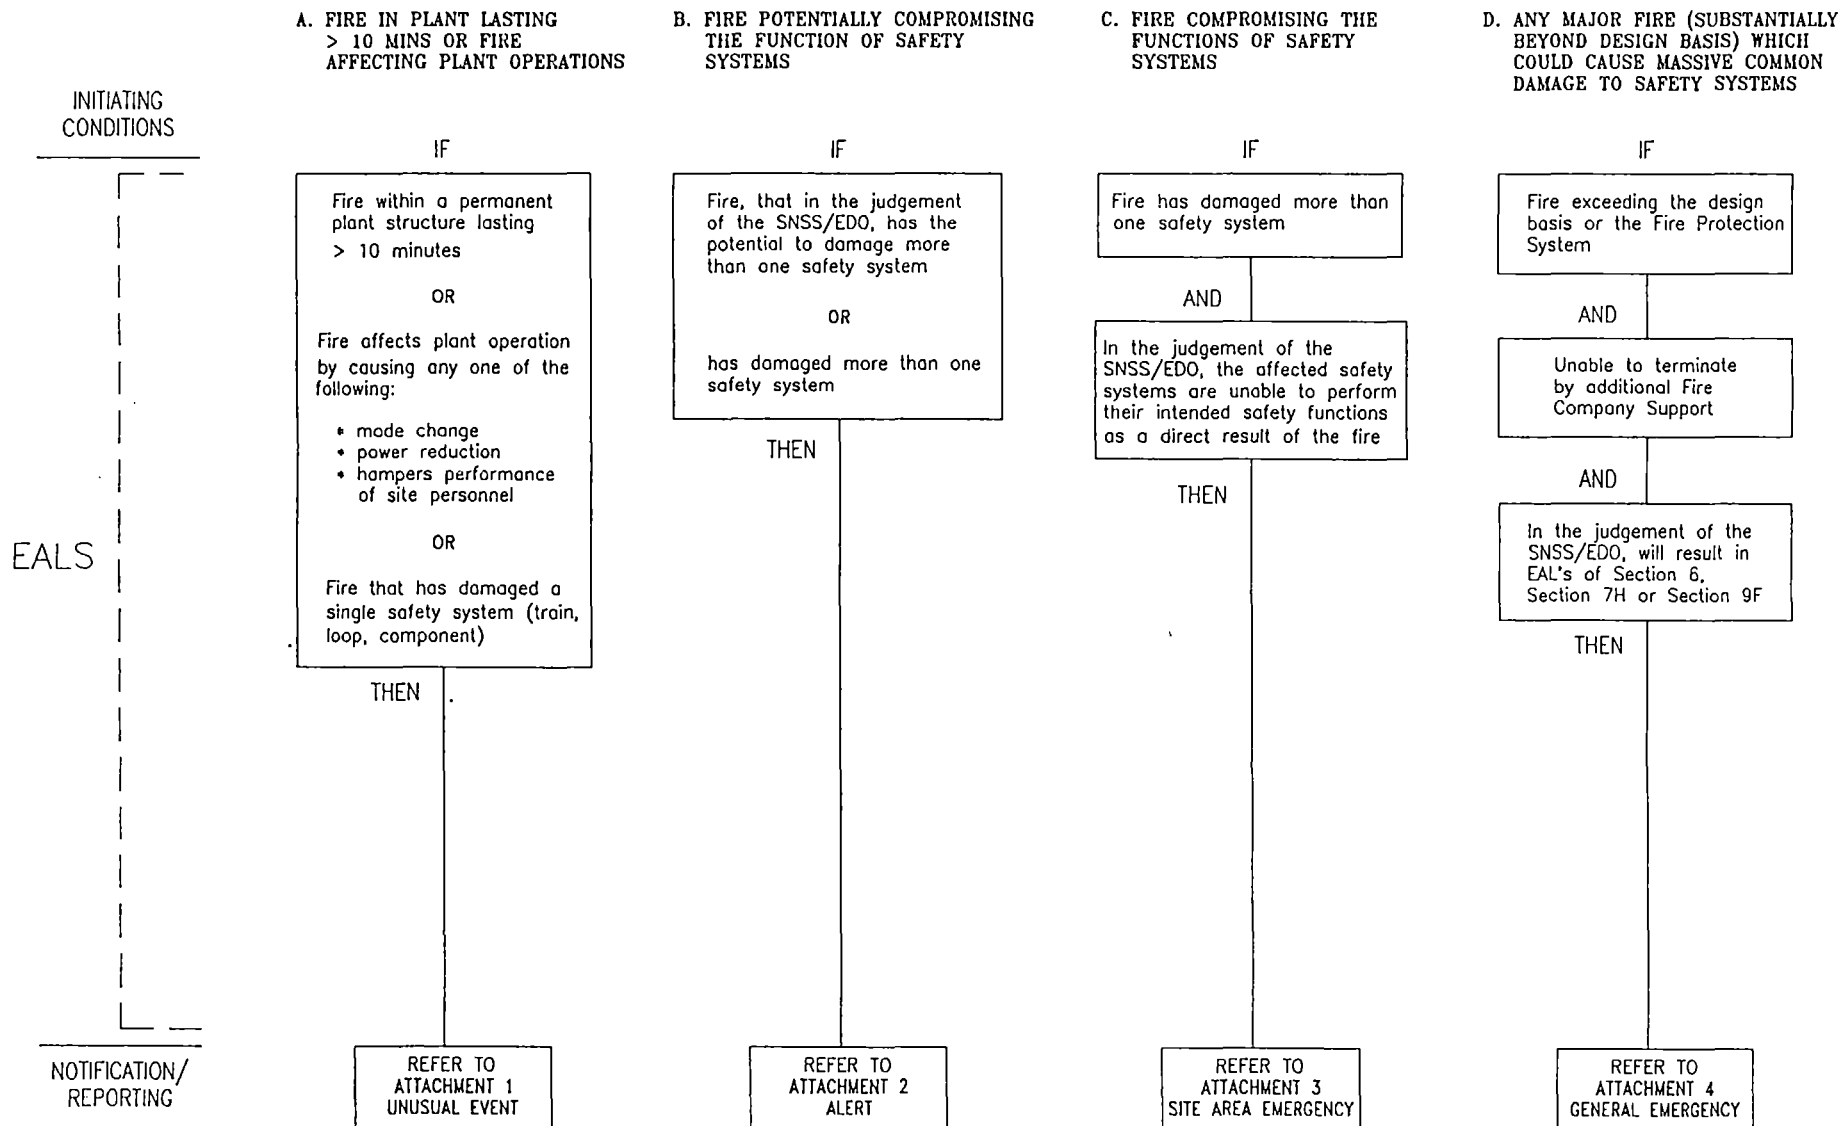 A. FIRE IN PLANT LASTING
> 10 MINS OR FIRE
AFFECTING PLANT OPERATIONS
B. FIRE POTENTIALLY COMPROMISING
THE FUNCTION OF SAFETY
SYSTEMS
C. FIRE COMPROMISING THE
FUNCTIONS OF SAFETY
SYSTEMS
D. ANY MAJOR FIRE (SUBSTANTIALLY
BEYOND DESIGN BASIS) WHICH
COULD CAUSE MASSIVE COMMON
DAMAGE TO SAFETY SYSTEMS
INITIATING
CONDITIONS
EALS
IF
Fire within a permanent
plant structure lasting
> 10 minutes
OR
Fire affects plant operation
by causing any one of the
following:
* mode change
* power reduction
* hampers performance
of site personnel
OR
Fire that has damaged a
single safety system (train,
loop, component)
THEN
IF
Fire, that in the judgement
of the SNSS/EDO, has the
potential to damage more
than one safety system
OR
has damaged more than one
safety system
THEN
IF
Fire has damaged more than
one safety system
AND
In the judgement of the
SNSS/EDO, the affected safety
systems are unable to perform
their intended safety functions
as a direct result of the fire
THEN
IF
Fire exceeding the design
basis or the Fire Protection
System
AND
Unable to terminate
by additional Fire
Company Support
AND
In the judgement of the
SNSS/EDO, will result in
EAL's of Section 6,
Section 7H or Section 9F
THEN
NOTIFICATION/
REPORTING
REFER TO
ATTACHMENT 1
UNUSUAL EVENT
REFER TO
ATTACHMENT 2
ALERT
REFER TO
ATTACHMENT 3
SITE AREA EMERGENCY
REFER TO
ATTACHMENT 4
GENERAL EMERGENCY